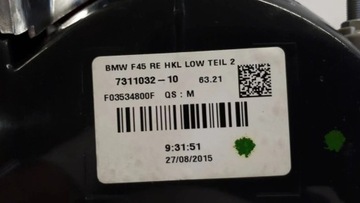 BMW F45 RE HKL LOW TEIL 2
7311032-10 63.21
F03534800F QS : M
9:31:51
27/08/2015